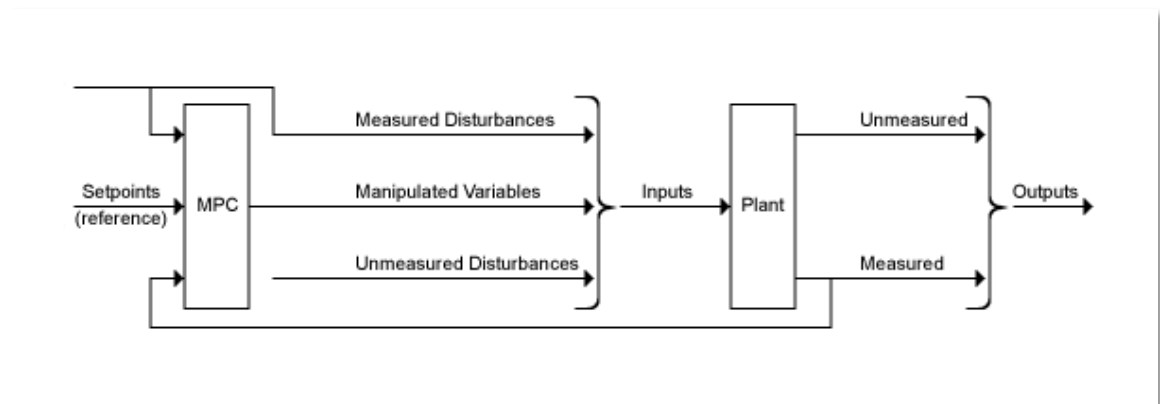 Measured Disturbances
Unmeasured
Setpoints
(reference)
MPC
Manipulated Variables
Inputs
Plant
Outputs
Unmeasured Disturbances
Measured